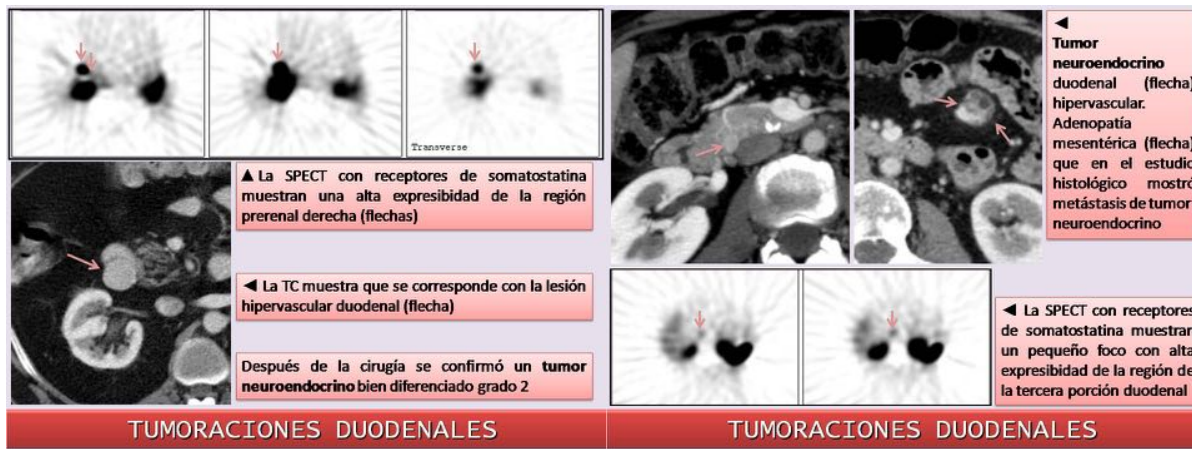 Transverse
▲ La SPECT con receptores de somatostatina
muestran una alta expresibidad de la región
prerenal derecha (flechas)
◄ La TC muestra que se corresponde con la lesión
hipervascular duodenal (flecha)
Después de la cirugía se confirmó un tumor
neuroendocrino bien diferenciado grado 2
TUMORACIONES DUODENALES
◄
Tumor
neuroendocrino
duodenal (flecha)
hipervascular.
Adenopatía
mesentérica (flecha)
que en el estudio
histológico mostró
metástasis de tumor
neuroendocrino
◄ La SPECT con receptores
de somatostatina muestran
un pequeño foco con alta
expresibidad de la región de
la tercera porción duodenal
TUMORACIONES DUODENALES